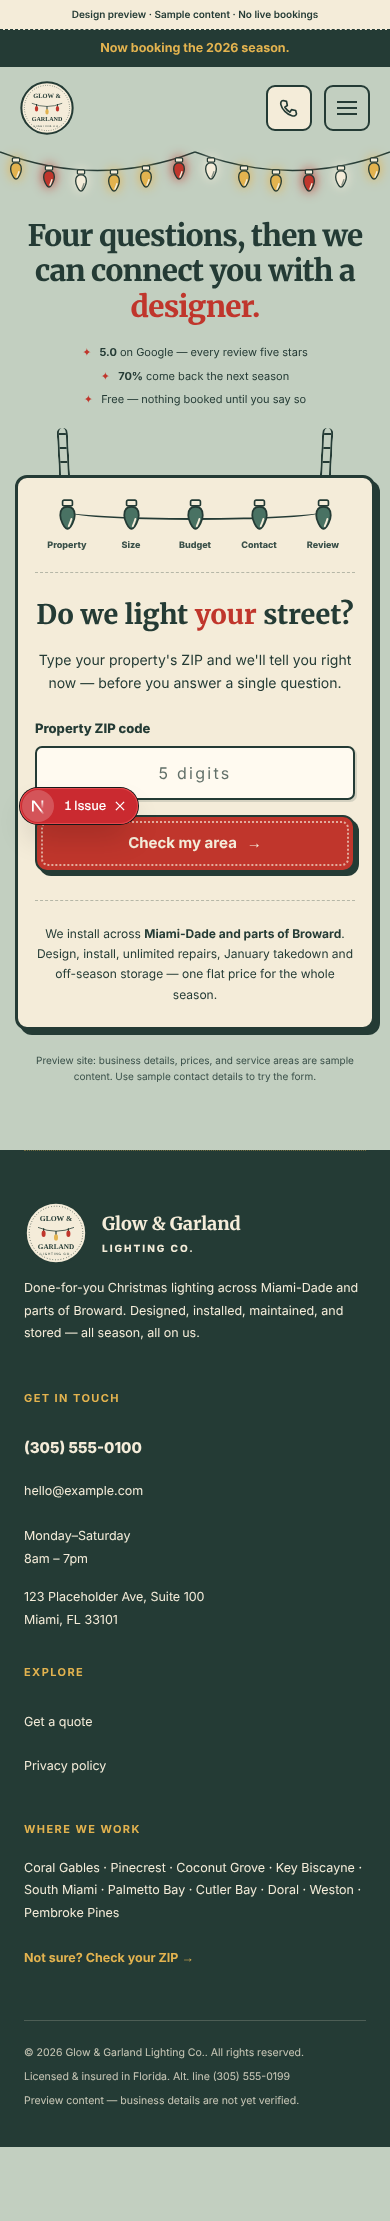 Design preview · Sample content · No live bookings
Now booking the 2026 season.
GLOW &
GARLAND
Four questions, then we
can connect you with a
designer.
✦ 5.0 on Google — every review five stars
✦ 70% come back the next season
✦ Free — nothing booked until you say so
Property Size Budget Contact Review
Do we light your street?
Type your property's ZIP and we'll tell you right
now — before you answer a single question.
Property ZIP code
5 digits
N 1 Issue ×
Check my area →
We install across Miami-Dade and parts of Broward.
Design, install, unlimited repairs, January takedown and
off-season storage — one flat price for the whole
season.
Preview site: business details, prices, and service areas are sample
content. Use sample contact details to try the form.
GLOW &
GARLAND
LIGHTING CO.
Glow & Garland
LIGHTING CO.
Done-for-you Christmas lighting across Miami-Dade and
parts of Broward. Designed, installed, maintained, and
stored — all season, all on us.
GET IN TOUCH
(305) 555-0100
hello@example.com
Monday–Saturday
8am – 7pm
123 Placeholder Ave, Suite 100
Miami, FL 33101
EXPLORE
Get a quote
Privacy policy
WHERE WE WORK
Coral Gables · Pinecrest · Coconut Grove · Key Biscayne ·
South Miami · Palmetto Bay · Cutler Bay · Doral · Weston ·
Pembroke Pines
Not sure? Check your ZIP →
© 2026 Glow & Garland Lighting Co.. All rights reserved.
Licensed & insured in Florida. Alt. line (305) 555-0199
Preview content — business details are not yet verified.